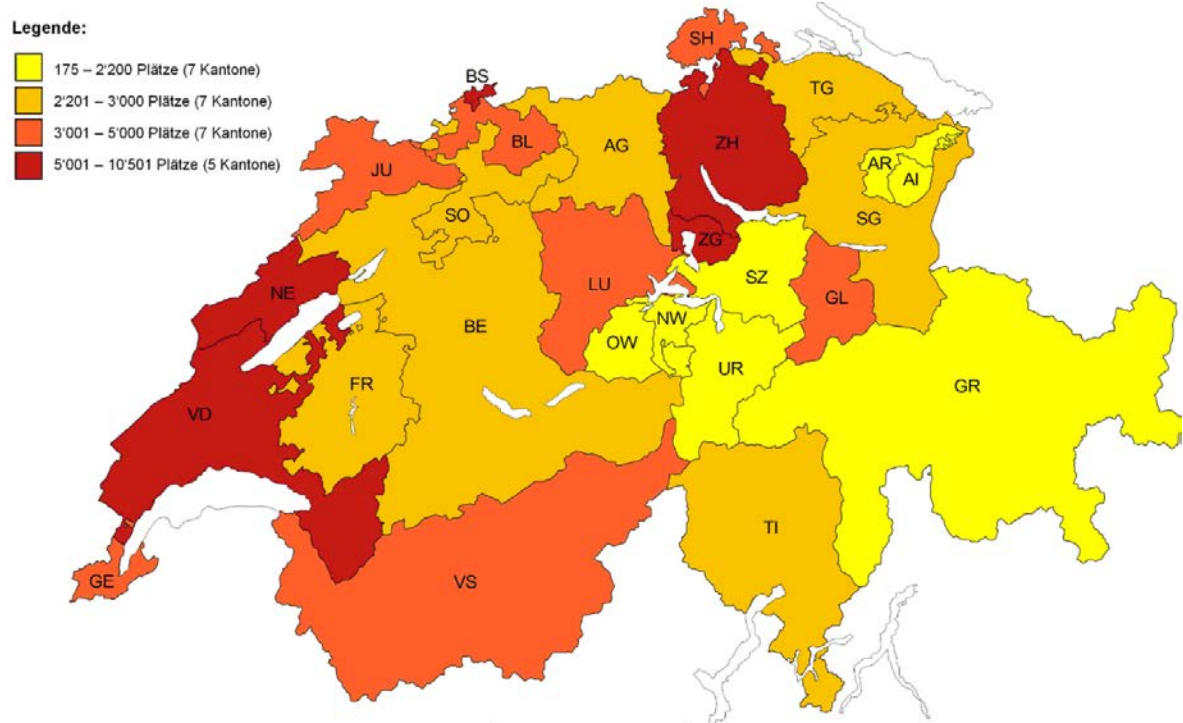 Legende:
175 – 2'200 Plätze (7 Kantone)
2'201 – 3'000 Plätze (7 Kantone)
3'001 – 5'000 Plätze (7 Kantone)
5'001 – 10'501 Plätze (5 Kantone)
SH
BS
TG
BL
AG
ZH
JU
AR
AI
SO
SG
ZG
NE
LU
SZ
GL
BE
NW
OW
UR
FR
GR
VD
TI
GE
VS